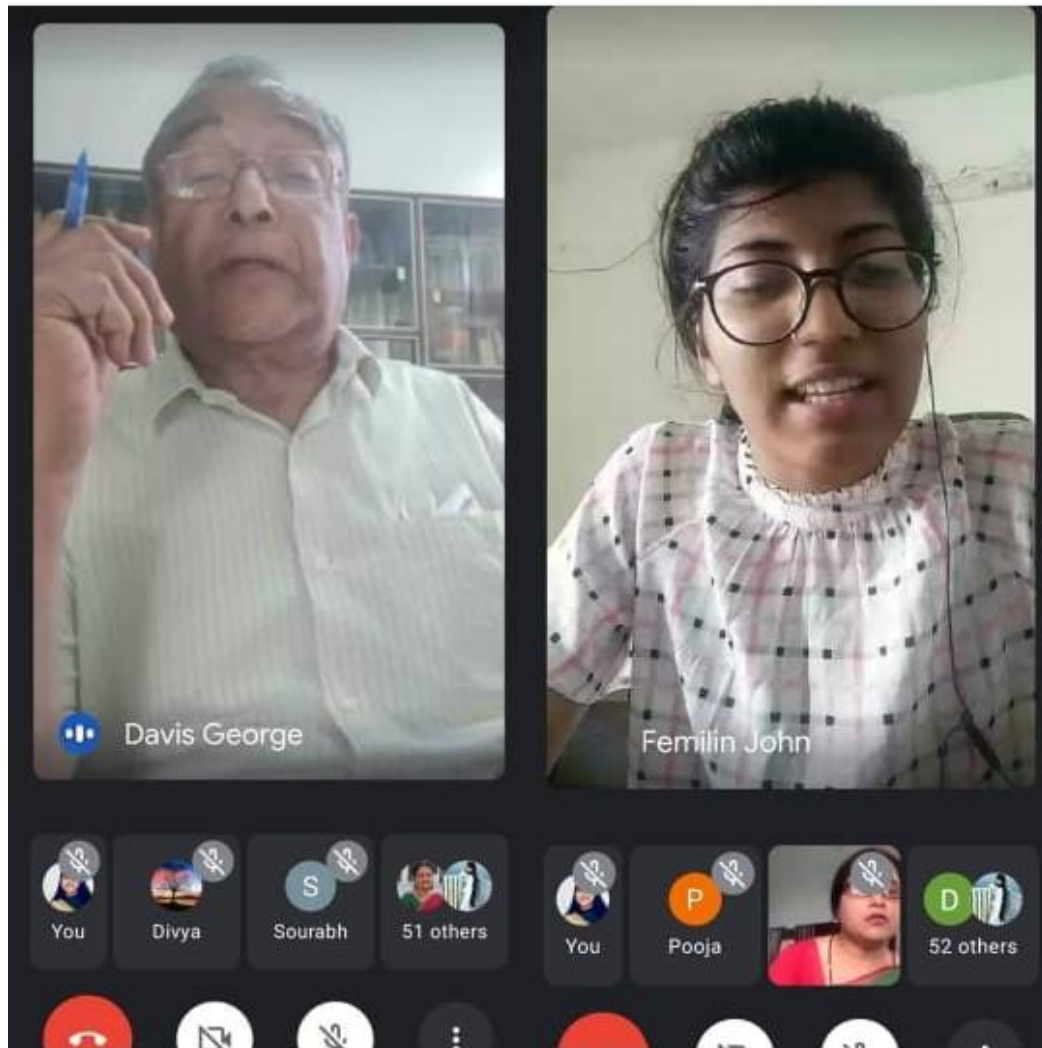 Davis George
You
Divya
S
Sourabh
51 others
Femilin John
You
P
Pooja
D
52 others